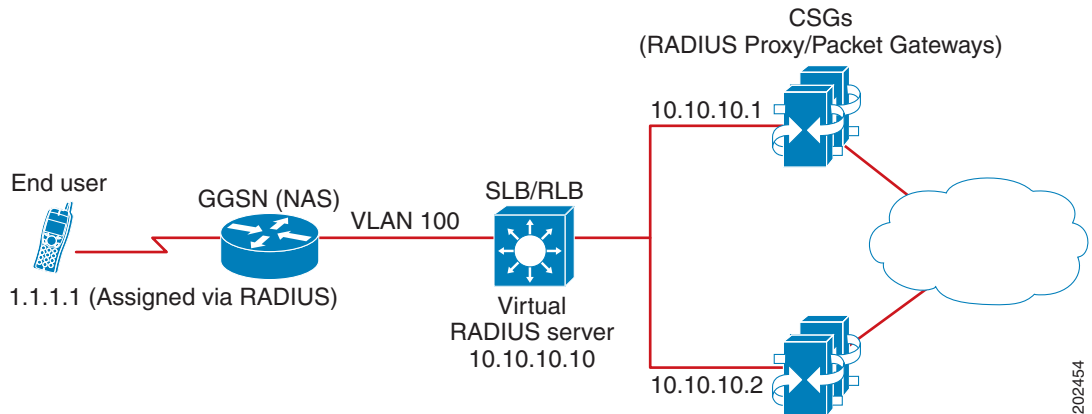 CSGs
(RADIUS Proxy/Packet Gateways)
10.10.10.1
End user
GGSN (NAS)
VLAN 100
SLB/RLB
1.1.1.1 (Assigned via RADIUS)
Virtual
RADIUS server
10.10.10.10
10.10.10.2
202454